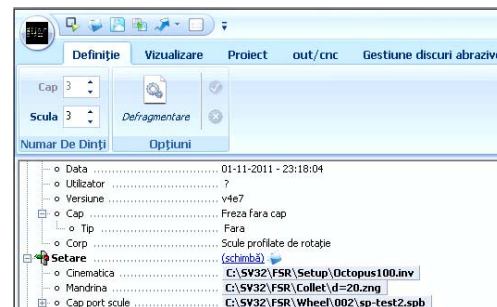 Definiție Vizualizare Proiect out/cnc Gestiune discuri abrazive
Cap 3
Scula 3
Defragmentare
Numar De Dinți Opțiuni
Data 01-11-2011 - 23:18:04
Utilizator ?
Versiune v4e7
Cap Freza fara cap
Tip Fara
Corp Scule profilate de rotație
Setare (schimbă)
Cinematica C:\SV32\FSR\Setup\Octopus100.inv
Mandrina C:\SV32\FSR\Collet\d=20.zng
Cap port scule C:\SV32\FSR\Wheel\002\sp-test2.spb